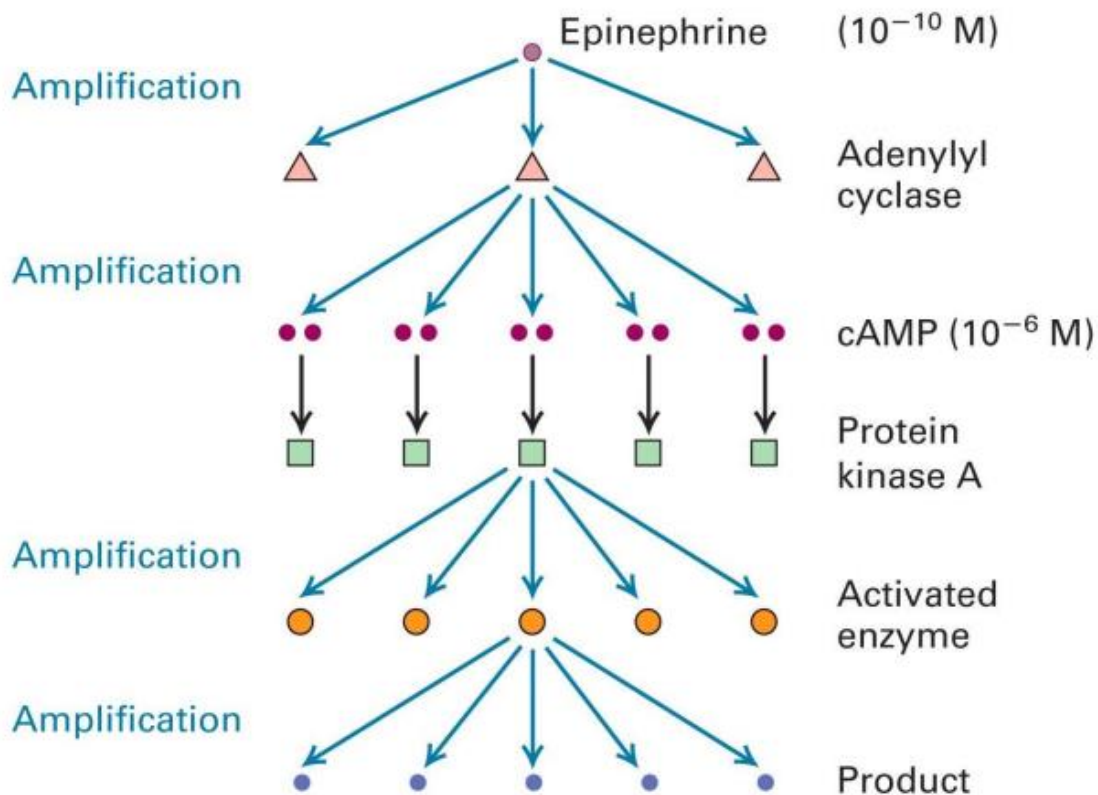 Epinephrine (10⁻¹⁰ M)
Amplification
Adenylyl
cyclase
Amplification
cAMP (10⁻⁶ M)
Protein
kinase A
Amplification
Activated
enzyme
Amplification
Product